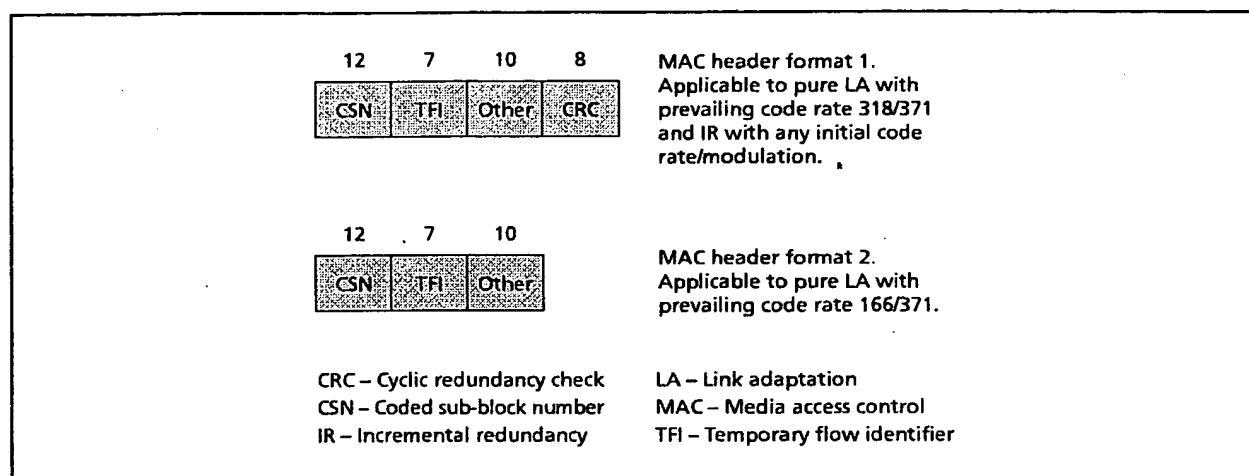 12 7 10 8
CSN TFI Other CRC
MAC header format 1.
Applicable to pure LA with
prevailing code rate 318/371
and IR with any initial code
rate/modulation.
12 7 10
CSN TFI Other
MAC header format 2.
Applicable to pure LA with
prevailing code rate 166/371.
CRC – Cyclic redundancy check
CSN – Coded sub-block number
IR – Incremental redundancy
LA – Link adaptation
MAC – Media access control
TFI – Temporary flow identifier